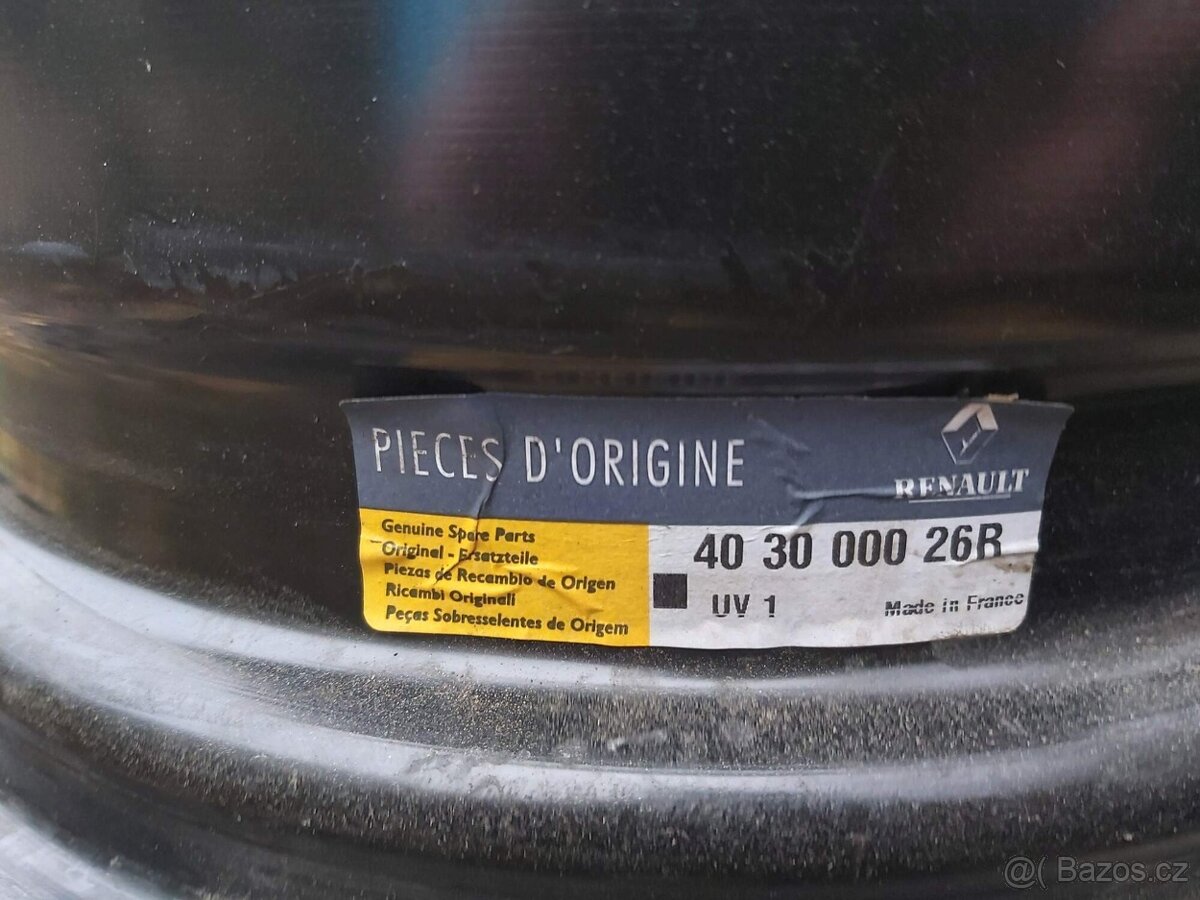 PIECES D'ORIGINE
RENAULT
Genuine Spare Parts
Original - Ersatzteile
Piezas de Recambio de Origen
Ricambi Originali
Peças Sobresselentes de Origem
40 30 000 26R
UV 1
Made in France
@( Bazos.cz